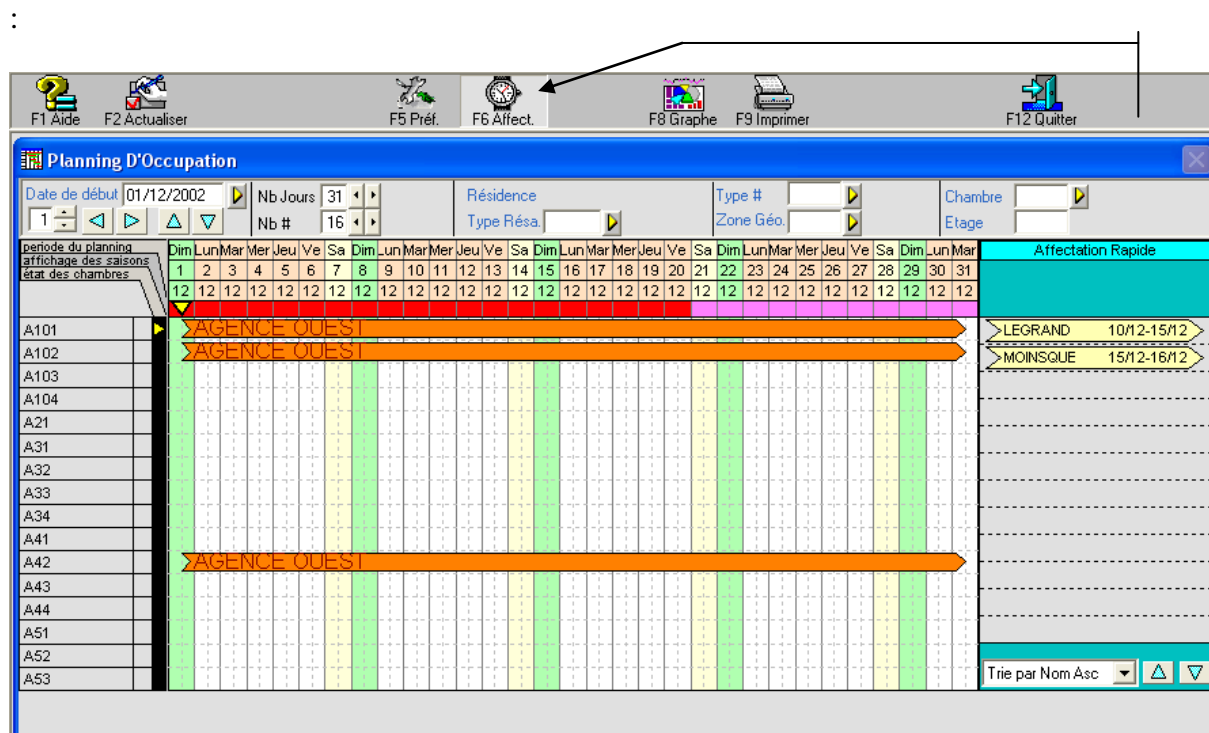 :
F1 Aide F2 Actualiser F5 Préf. F6 Affect. F8 Graphe F9 Imprimer F12 Quitter
Planning D'Occupation
Date de début 01/12/2002 Nb Jours 31 Résidence Type # Chambre
1 Nb # 16 Type Résa. Zone Géo. Etage
periode du planning Dim Lun Mar Mer Jeu Ve Sa Dim Lun Mar Mer Jeu Ve Sa Dim Lun Mar Mer Jeu Ve Sa Dim Lun Mar Mer Jeu Ve Sa Dim Lun Mar Affectation Rapide
affichage des saisons 1 2 3 4 5 6 7 8 9 10 11 12 13 14 15 16 17 18 19 20 21 22 23 24 25 26 27 28 29 30 31
état des chambres 12 12 12 12 12 12 12 12 12 12 12 12 12 12 12 12 12 12 12 12 12 12 12 12 12 12 12 12 12 12 12
A101 AGENCE OUEST LEGRAND 10/12-15/12
A102 AGENCE OUEST MOINSQUE 15/12-16/12
A103
A104
A21
A31
A32
A33
A34
A41
A42 AGENCE OUEST
A43
A44
A51
A52
A53 Trie par Nom Asc